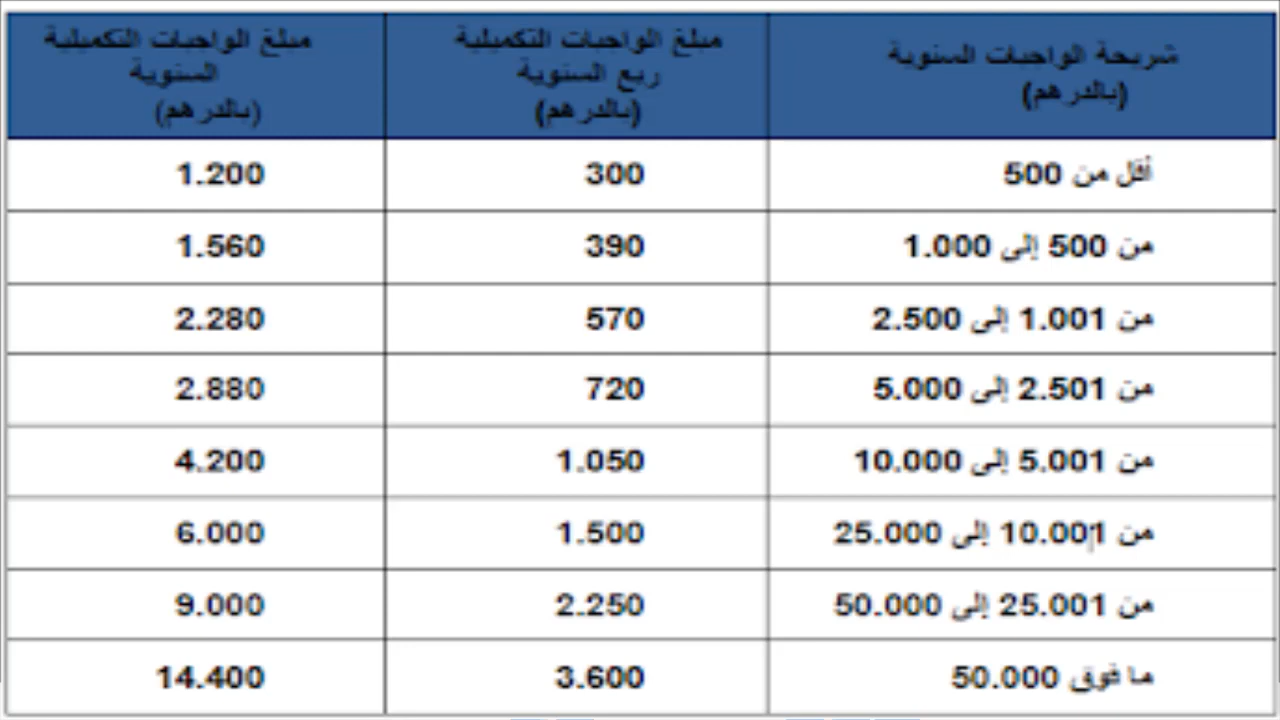 شريحة الواجبات السنوية
(بالدرهم)
مبلغ الواجبات التكميلية
ربع السنوية
(بالدرهم)
مبلغ الواجبات التكميلية
السنوية
(بالدرهم)
أقل من 500
300
1.200
من 500 إلى 1.000
390
1.560
من 1.001 إلى 2.500
570
2.280
من 2.501 إلى 5.000
720
2.880
من 5.001 إلى 10.000
1.050
4.200
من 10.001 إلى 25.000
1.500
6.000
من 25.001 إلى 50.000
2.250
9.000
ما فوق 50.000
3.600
14.400